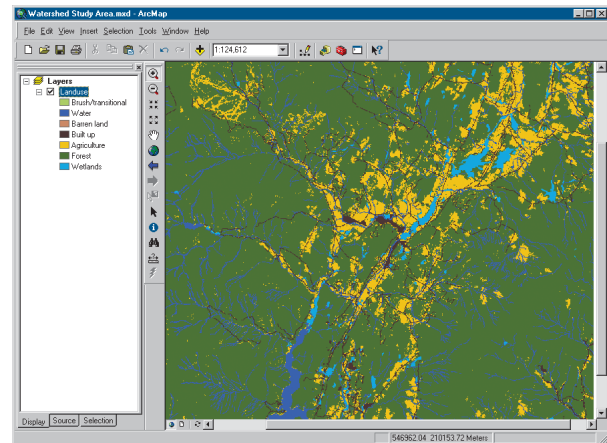 Watershed Study Area.mxd - ArcMap
File Edit View Insert Selection Tools Window Help
1:124,612
Layers
Landuse
Brush/transitional
Water
Barren land
Built up
Agriculture
Forest
Wetlands
Display Source Selection
546962.04 210153.72 Meters